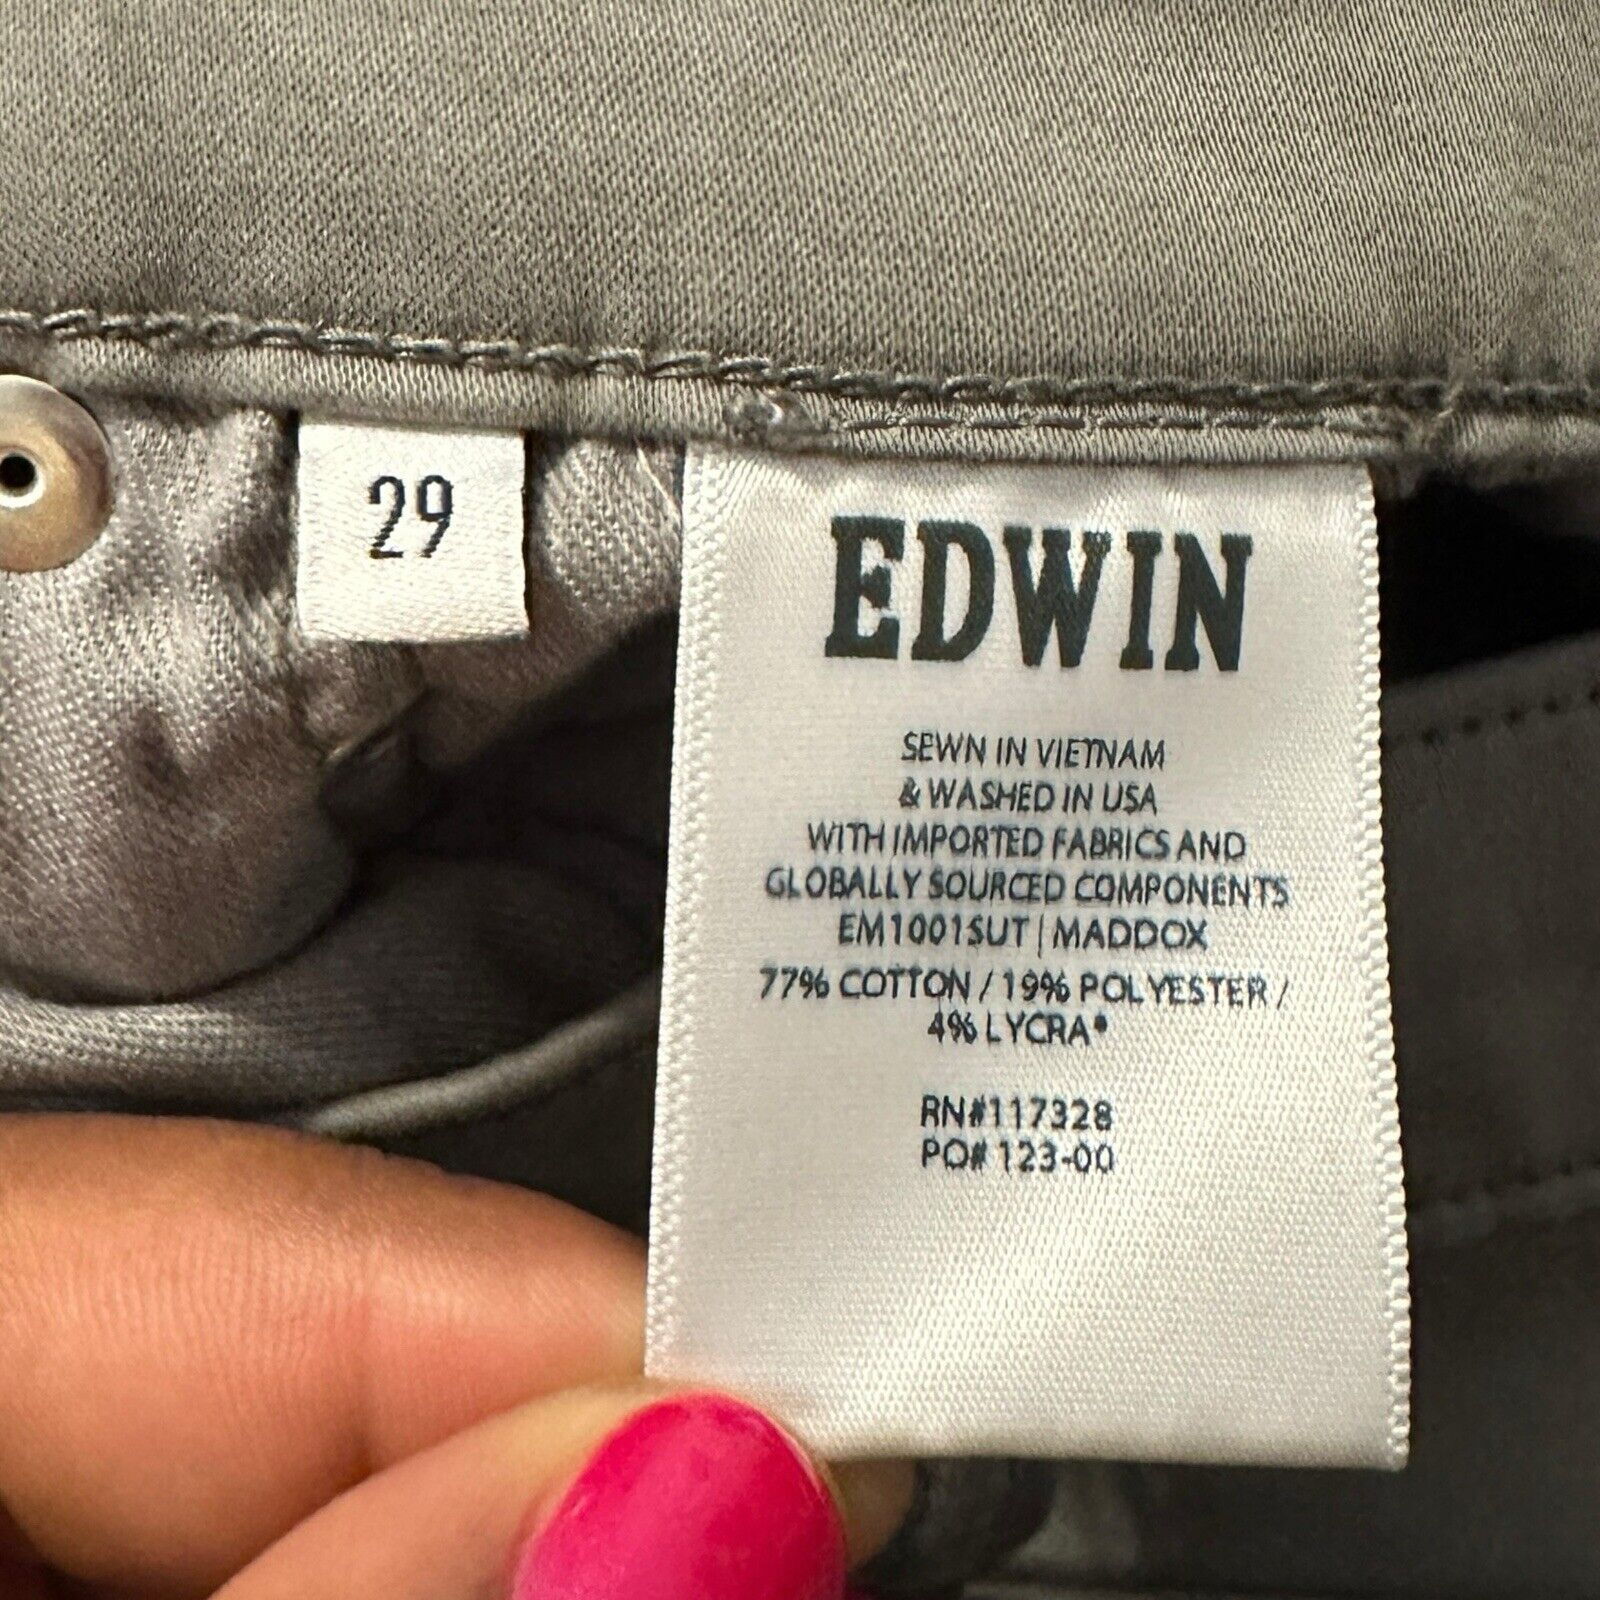 29
EDWIN
SEWN IN VIETNAM
& WASHED IN USA
WITH IMPORTED FABRICS AND
GLOBALLY SOURCED COMPONENTS
EM1001SUT | MADDOX
77% COTTON / 19% POLYESTER /
4% LYCRA®
RN#117328
PO# 123-00